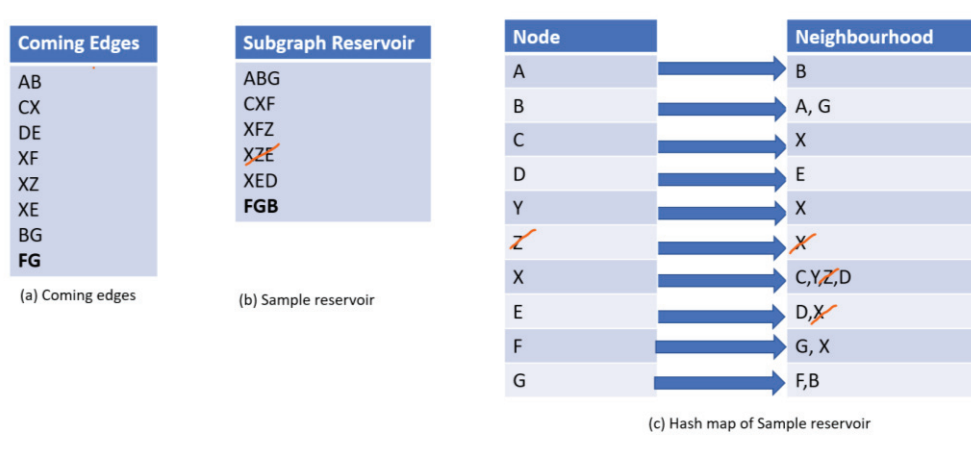 Coming Edges
AB
CX
DE
XF
XZ
XE
BG
FG
(a) Coming edges
Subgraph Reservoir
ABG
CXF
XFZ
XZE
XED
FGB
(b) Sample reservoir
Node Neighbourhood
A B
B A, G
C X
D E
Y X
Z X
X C,Y,Z,D
E D,X
F G, X
G F,B
(c) Hash map of Sample reservoir